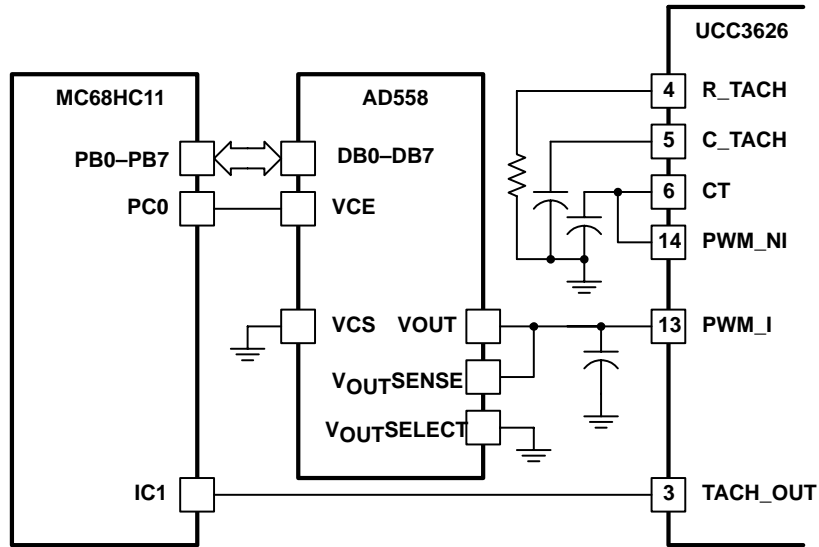 UCC3626
MC68HC11
AD558
4 R_TACH
5 C_TACH
PB0–PB7
DB0–DB7
6 CT
PC0
VCE
14 PWM_NI
VCS
VOUT
13 PWM_I
VOUTSENSE
VOUTSELECT
IC1
3 TACH_OUT